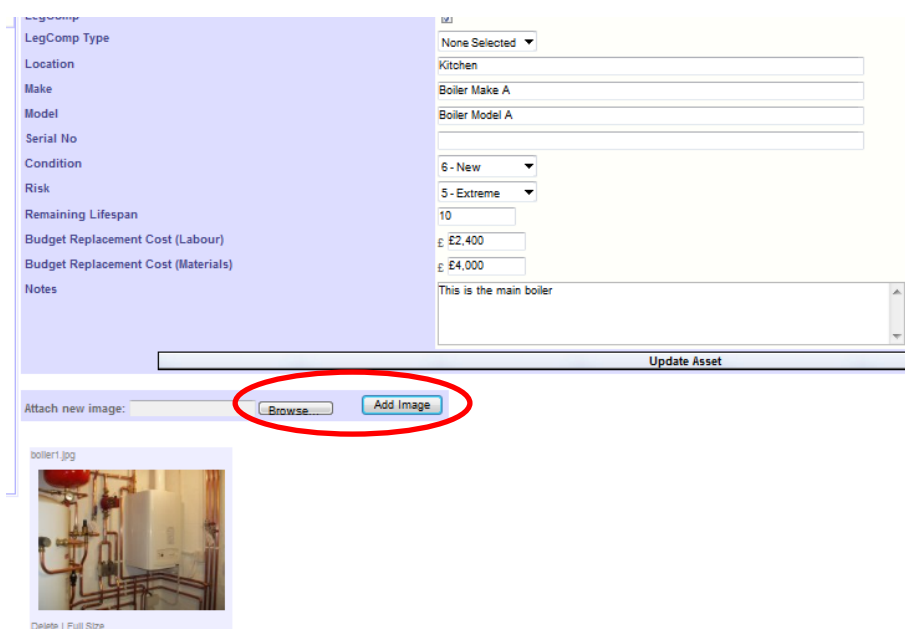 LegComp
LegComp Type None Selected
Location Kitchen
Make Boiler Make A
Model Boiler Model A
Serial No
Condition 6 - New
Risk 5 - Extreme
Remaining Lifespan 10
Budget Replacement Cost (Labour) £ £2,400
Budget Replacement Cost (Materials) £ £4,000
Notes This is the main boiler
Update Asset
Attach new image: Browse... Add Image
boiler1.jpg
Delete | Full Size